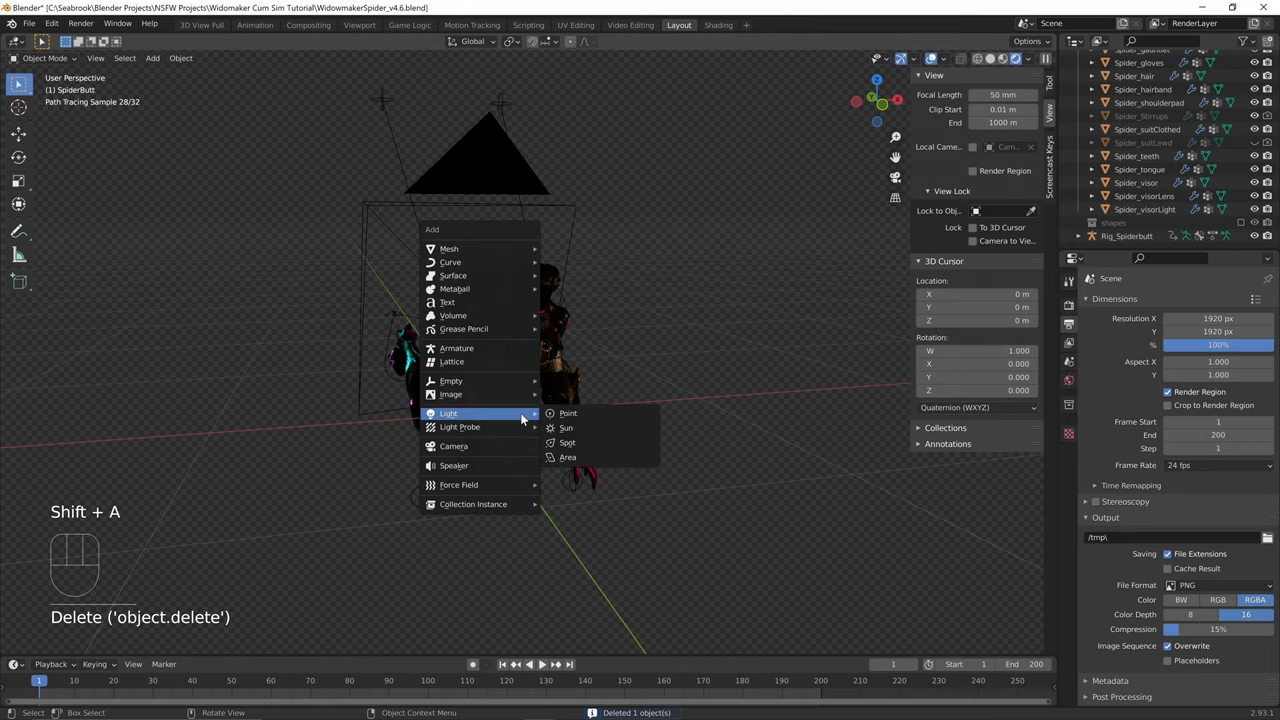 Blender* [C:\Seabrook\Blender Projects\NSFW Projects\Widomaker Cum Sim Tutorial\WidowmakerSpider_v4.6.blend]
File Edit Render Window Help
3D View Full Animation Compositing Viewport Game Logic Scripting UV Editing Video Editing Layout Shading
Scene RenderLayer
Global Options
Object Mode View Select Add Object
User Perspective
(1) SpiderButt
Path Tracing Sample 28/32
Add
Mesh
Curve
Surface
Metaball
Text
Volume
Grease Pencil
Armature
Lattice
Empty
Image
Light
Light Probe
Camera
Speaker
Force Field
Collection Instance
Point
Sun
Spot
Area
Shift + A
Delete ('object.delete')
View
Focal Length 50 mm
Clip Start 0.01 m
End 1000 m
Local Came... Cam...
Render Region
View Lock
Lock to Obj...
Lock To 3D Cursor
Camera to Vie...
3D Cursor
Location:
X 0 m
Y 0 m
Z 0 m
Rotation:
W 1.000
X 0.000
Y 0.000
Z 0.000
Quaternion (WXYZ)
Collections
Annotations
Tool
View
Screencast Keys
Spider_gauntlet
Spider_gloves
Spider_hair
Spider_hairband
Spider_shoulderpad
Spider_Stirrups
Spider_suitClothed
Spider_suitLewd
Spider_teeth
Spider_tongue
Spider_visor
Spider_visorLens
Spider_visorLight
shapes
Rig_Spiderbutt
Scene
Dimensions
Resolution X 1920 px
Y 1920 px
% 100%
Aspect X 1.000
Y 1.000
Render Region
Crop to Render Region
Frame Start 1
End 200
Step 1
Frame Rate 24 fps
Time Remapping
Stereoscopy
Output
/tmp\
Saving File Extensions
Cache Result
File Format PNG
Color BW RGB RGBA
Color Depth 8 16
Compression 15%
Image Sequence Overwrite
Placeholders
Metadata
Post Processing
Playback Keying View Marker
1 Start 1 End 200
1 10 20 30 40 50 60 70 80 90 100 110 120 130 140 150 160 170 180 190 200 210 220 230 240 250
Select Box Select Rotate View Object Context Menu Deleted 1 object(s) 2.93.1